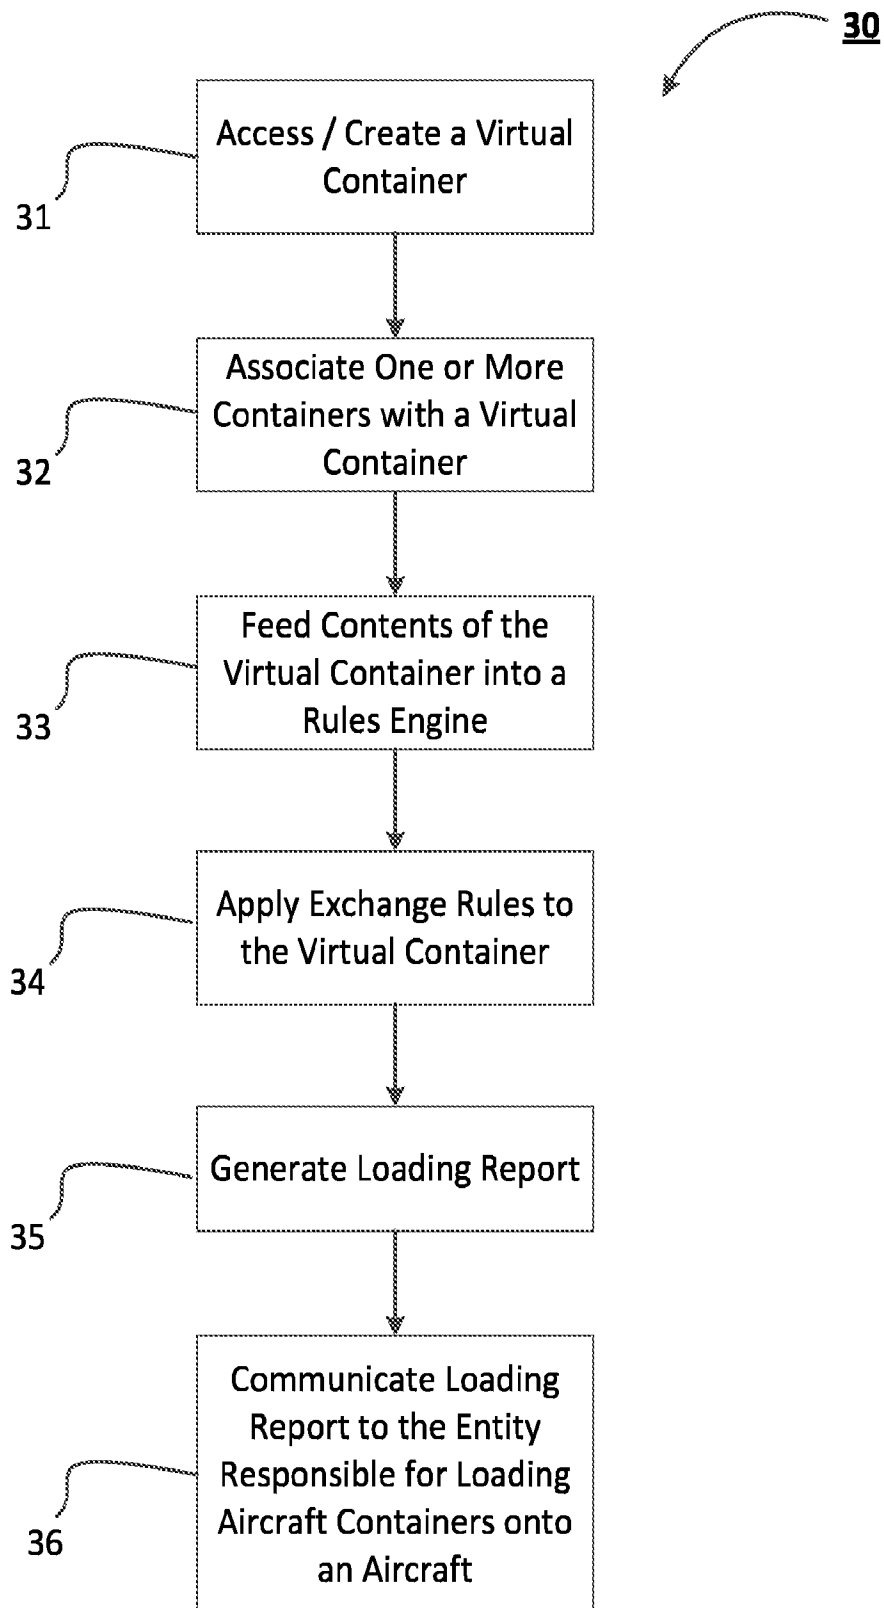 30
Access / Create a Virtual
Container
31
Associate One or More
Containers with a Virtual
Container
32
Feed Contents of the
Virtual Container into a
Rules Engine
33
Apply Exchange Rules to
the Virtual Container
34
Generate Loading Report
35
Communicate Loading
Report to the Entity
Responsible for Loading
Aircraft Containers onto
an Aircraft
36